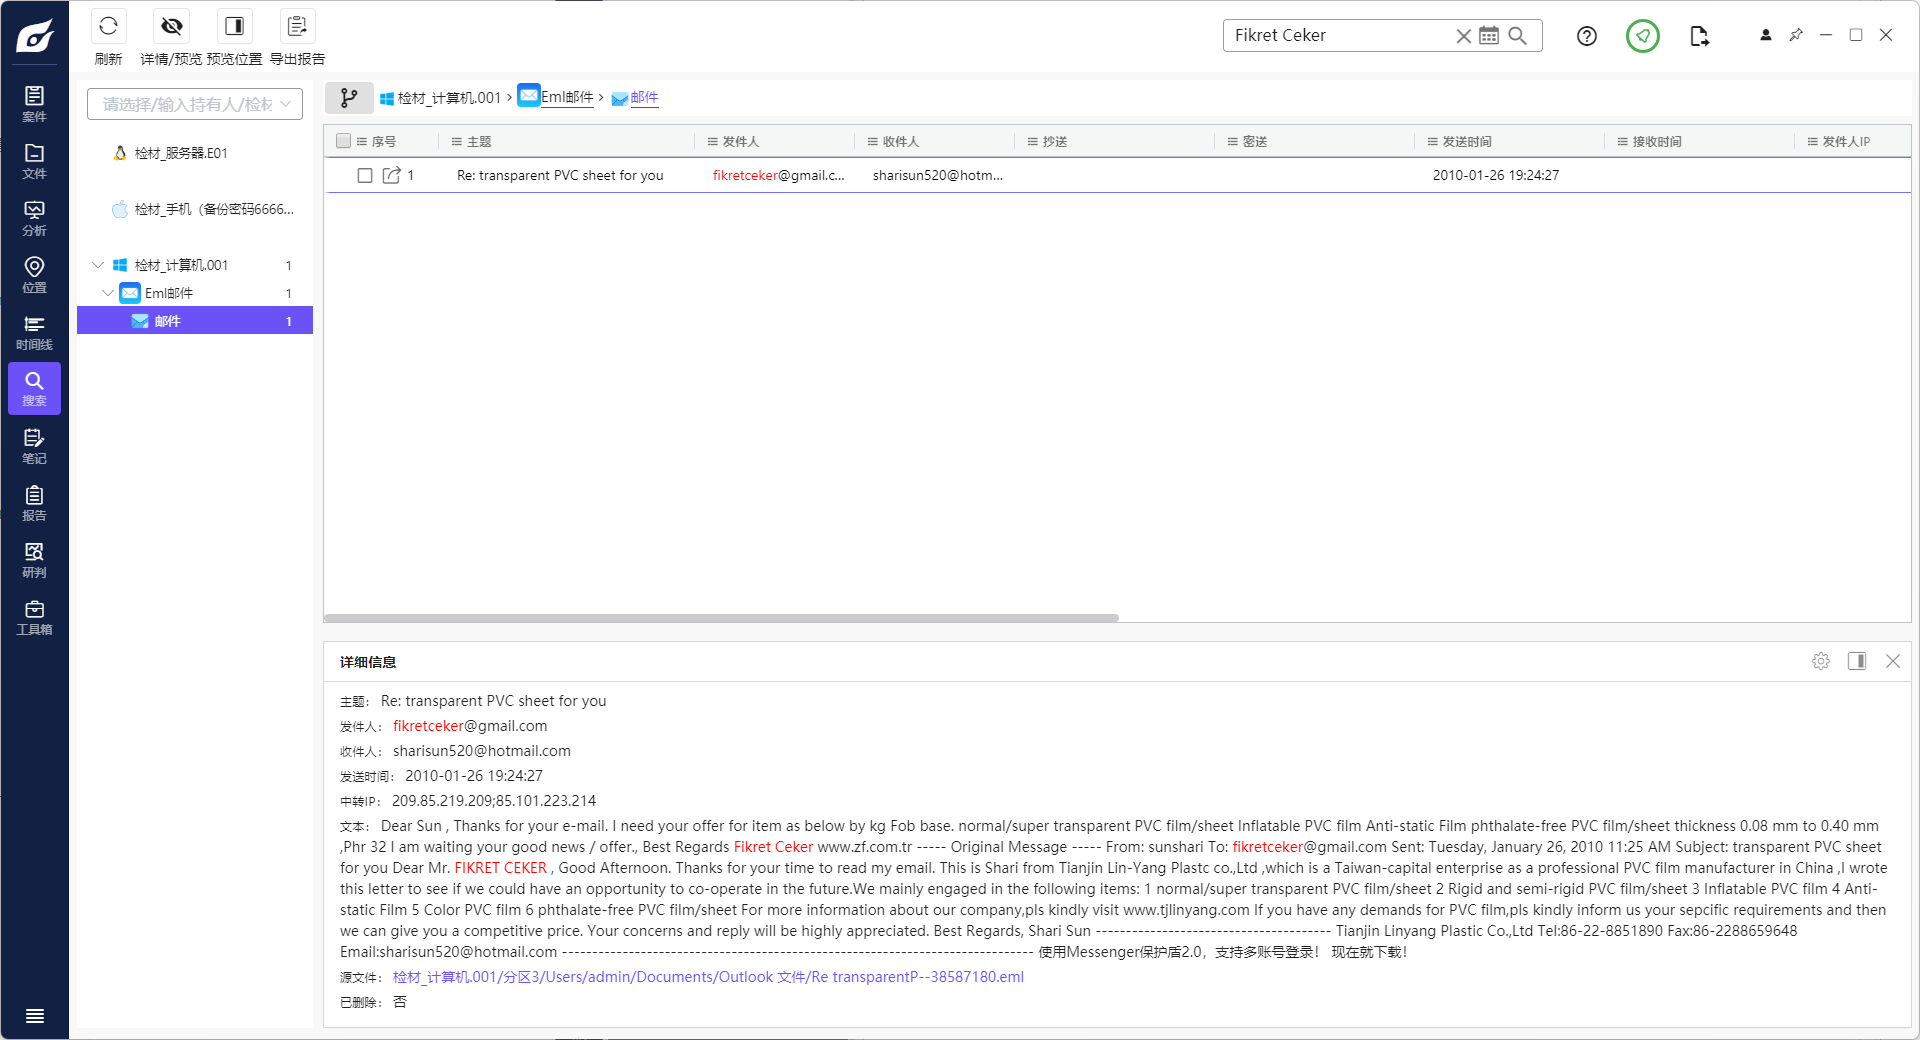 刷新
详情/预览
预览位置
导出报告
Fikret Ceker
案件
文件
分析
位置
时间线
搜索
笔记
报告
研判
工具箱
请选择/输入持有人/检材
检材_服务器.E01
检材_手机（备份密码6666...
检材_计算机.001 1
Eml邮件 1
邮件 1
检材_计算机.001 › Eml邮件 › 邮件
序号 主题 发件人 收件人 抄送 密送 发送时间 接收时间 发件人IP
1 Re: transparent PVC sheet for you fikretceker@gmail.c... sharisun520@hotm... 2010-01-26 19:24:27
详细信息
主题： Re: transparent PVC sheet for you
发件人： fikretceker@gmail.com
收件人： sharisun520@hotmail.com
发送时间： 2010-01-26 19:24:27
中转IP： 209.85.219.209;85.101.223.214
文本： Dear Sun , Thanks for your e-mail. I need your offer for item as below by kg Fob base. normal/super transparent PVC film/sheet Inflatable PVC film Anti-static Film phthalate-free PVC film/sheet thickness 0.08 mm to 0.40 mm
,Phr 32 I am waiting your good news / offer., Best Regards Fikret Ceker www.zf.com.tr ----- Original Message ----- From: sunshari To: fikretceker@gmail.com Sent: Tuesday, January 26, 2010 11:25 AM Subject: transparent PVC sheet
for you Dear Mr. FIKRET CEKER , Good Afternoon. Thanks for your time to read my email. This is Shari from Tianjin Lin-Yang Plastc co.,Ltd ,which is a Taiwan-capital enterprise as a professional PVC film manufacturer in China ,I wrote
this letter to see if we could have an opportunity to co-operate in the future.We mainly engaged in the following items: 1 normal/super transparent PVC film/sheet 2 Rigid and semi-rigid PVC film/sheet 3 Inflatable PVC film 4 Anti-
static Film 5 Color PVC film 6 phthalate-free PVC film/sheet For more information about our company,pls kindly visit www.tjlinyang.com If you have any demands for PVC film,pls kindly inform us your sepcific requirements and then
we can give you a competitive price. Your concerns and reply will be highly appreciated. Best Regards, Shari Sun --------------------------------------- Tianjin Linyang Plastic Co.,Ltd Tel:86-22-8851890 Fax:86-2288659648
Email:sharisun520@hotmail.com ------------------------------------------------------------------------------- 使用Messenger保护盾2.0，支持多账号登录！ 现在就下载！
源文件： 检材_计算机.001/分区3/Users/admin/Documents/Outlook 文件/Re transparentP--38587180.eml
已删除： 否